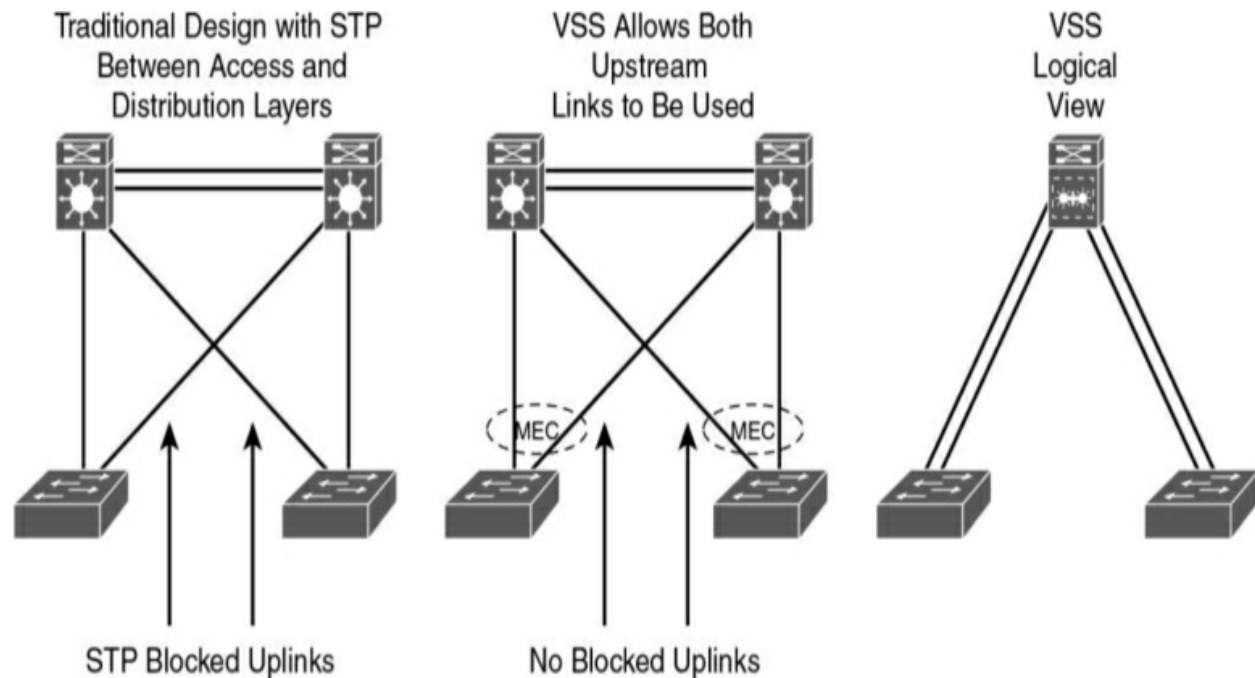 Traditional Design with STP
Between Access and
Distribution Layers
VSS Allows Both
Upstream
Links to Be Used
VSS
Logical
View
MEC
MEC
STP Blocked Uplinks
No Blocked Uplinks